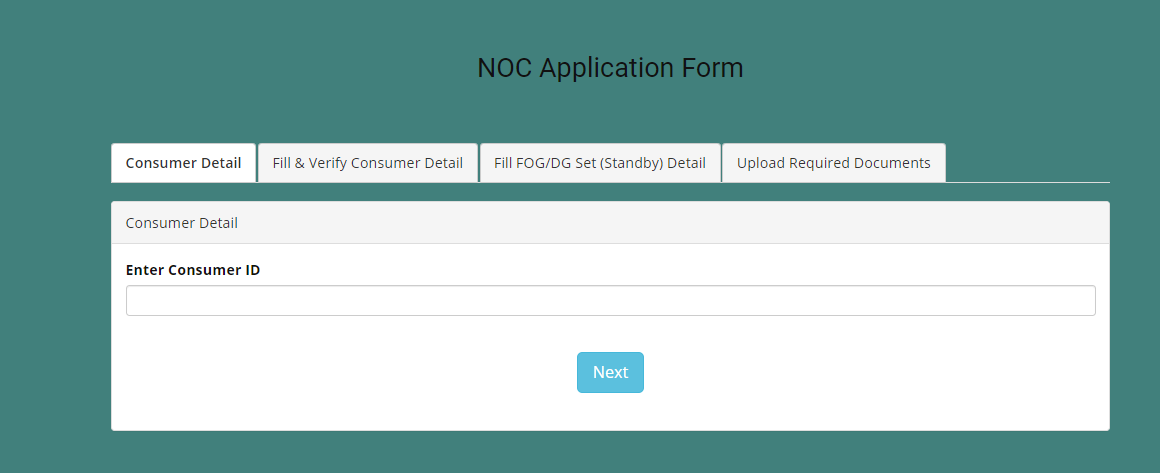 NOC Application Form
Consumer Detail
Fill & Verify Consumer Detail
Fill FOG/DG Set (Standby) Detail
Upload Required Documents
Consumer Detail
Enter Consumer ID
Next